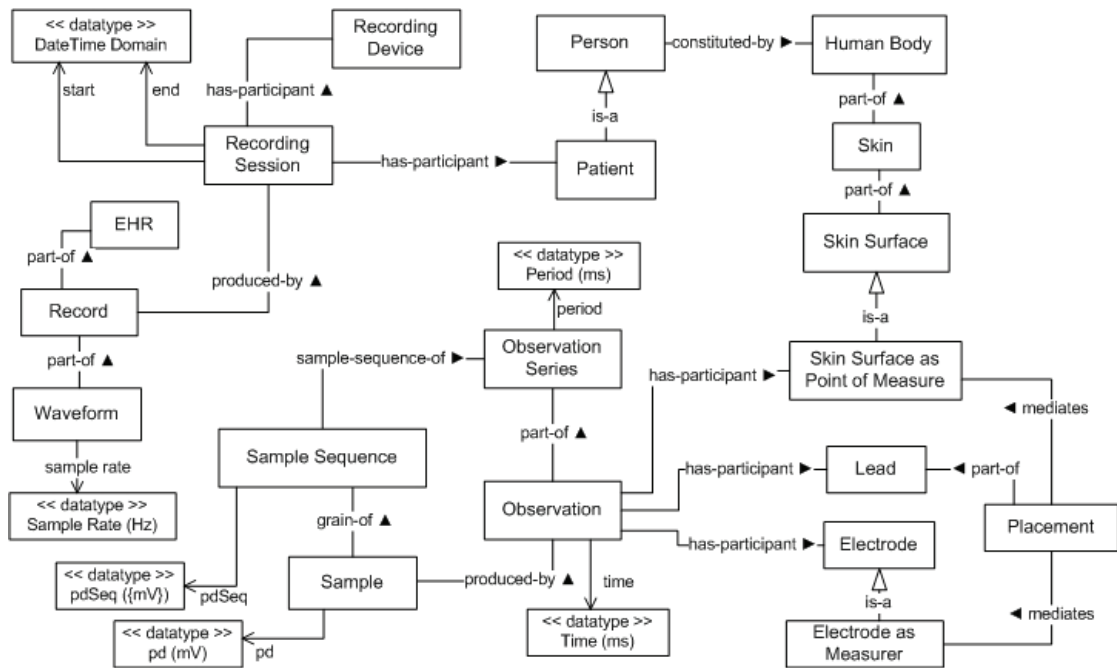 << datatype >>
DateTime Domain
Recording
Device
Person
constituted-by ►
Human Body
start
end
has-participant ▲
part-of ▲
is-a
Skin
Recording
Session
has-participant ►
Patient
part-of ▲
EHR
Skin Surface
part-of ▲
produced-by ▲
<< datatype >>
Period (ms)
Record
period
is-a
part-of ▲
sample-sequence-of ►
Observation
Series
Skin Surface as
Point of Measure
has-participant ►
Waveform
◄ mediates
part-of ▲
Sample Sequence
sample rate
has-participant ►
Lead
◄ part-of
<< datatype >>
Sample Rate (Hz)
grain-of ▲
Observation
Placement
has-participant ►
Electrode
<< datatype >>
pdSeq ({mV})
pdSeq
Sample
produced-by ▲
time
is-a
◄ mediates
<< datatype >>
pd (mV)
pd
<< datatype >>
Time (ms)
Electrode as
Measurer